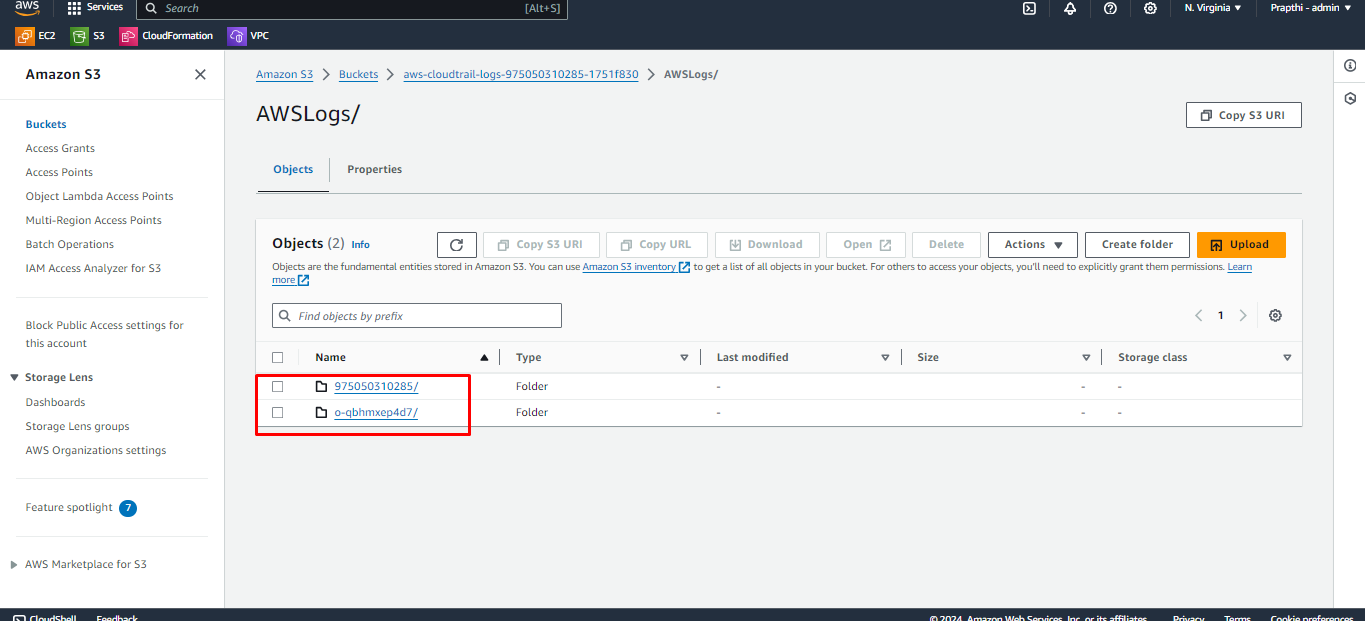 aws Services Search [Alt+S] N. Virginia Prapthi - admin
EC2 S3 CloudFormation VPC
Amazon S3
Buckets
Access Grants
Access Points
Object Lambda Access Points
Multi-Region Access Points
Batch Operations
IAM Access Analyzer for S3
Block Public Access settings for
this account
Storage Lens
Dashboards
Storage Lens groups
AWS Organizations settings
Feature spotlight 7
AWS Marketplace for S3
Amazon S3 Buckets aws-cloudtrail-logs-975050310285-1751f830 AWSLogs/
AWSLogs/
Copy S3 URI
Objects Properties
Objects (2) Info Copy S3 URI Copy URL Download Open Delete Actions Create folder Upload
Objects are the fundamental entities stored in Amazon S3. You can use Amazon S3 inventory to get a list of all objects in your bucket. For others to access your objects, you'll need to explicitly grant them permissions. Learn
more
Find objects by prefix
1
Name Type Last modified Size Storage class
975050310285/ Folder - - -
o-qbhmxep4d7/ Folder - - -
CloudShell Feedback © 2024, Amazon Web Services, Inc. or its affiliates. Privacy Terms Cookie preferences